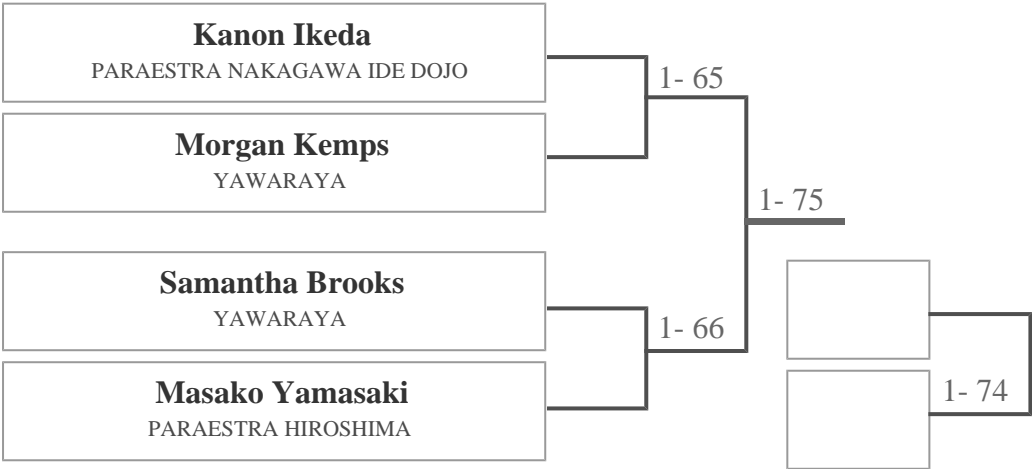 Kanon Ikeda
PARAESTRA NAKAGAWA IDE DOJO
1- 65
Morgan Kemps
YAWARAYA
1- 75
Samantha Brooks
YAWARAYA
1- 66
Masako Yamasaki
PARAESTRA HIROSHIMA
1- 74